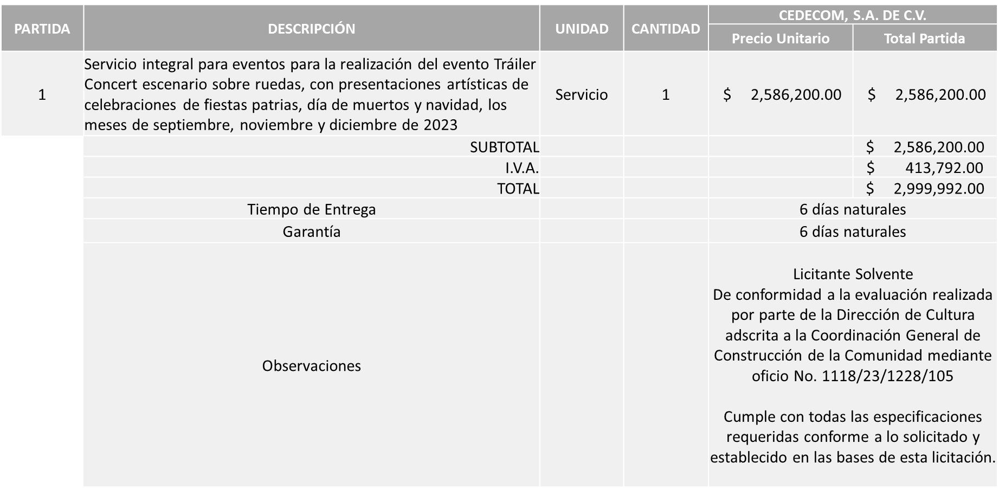 PARTIDA DESCRIPCIÓN UNIDAD CANTIDAD CEDECOM, S.A. DE C.V.
Precio Unitario Total Partida
1
Servicio integral para eventos para la realización del evento Tráiler
Concert escenario sobre ruedas, con presentaciones artísticas de
celebraciones de fiestas patrias, día de muertos y navidad, los
meses de septiembre, noviembre y diciembre de 2023
Servicio 1 $ 2,586,200.00 $ 2,586,200.00
SUBTOTAL $ 2,586,200.00
I.V.A. $ 413,792.00
TOTAL $ 2,999,992.00
Tiempo de Entrega 6 días naturales
Garantía 6 días naturales
Observaciones
Licitante Solvente
De conformidad a la evaluación realizada
por parte de la Dirección de Cultura
adscrita a la Coordinación General de
Construcción de la Comunidad mediante
oficio No. 1118/23/1228/105
Cumple con todas las especificaciones
requeridas conforme a lo solicitado y
establecido en las bases de esta licitación.